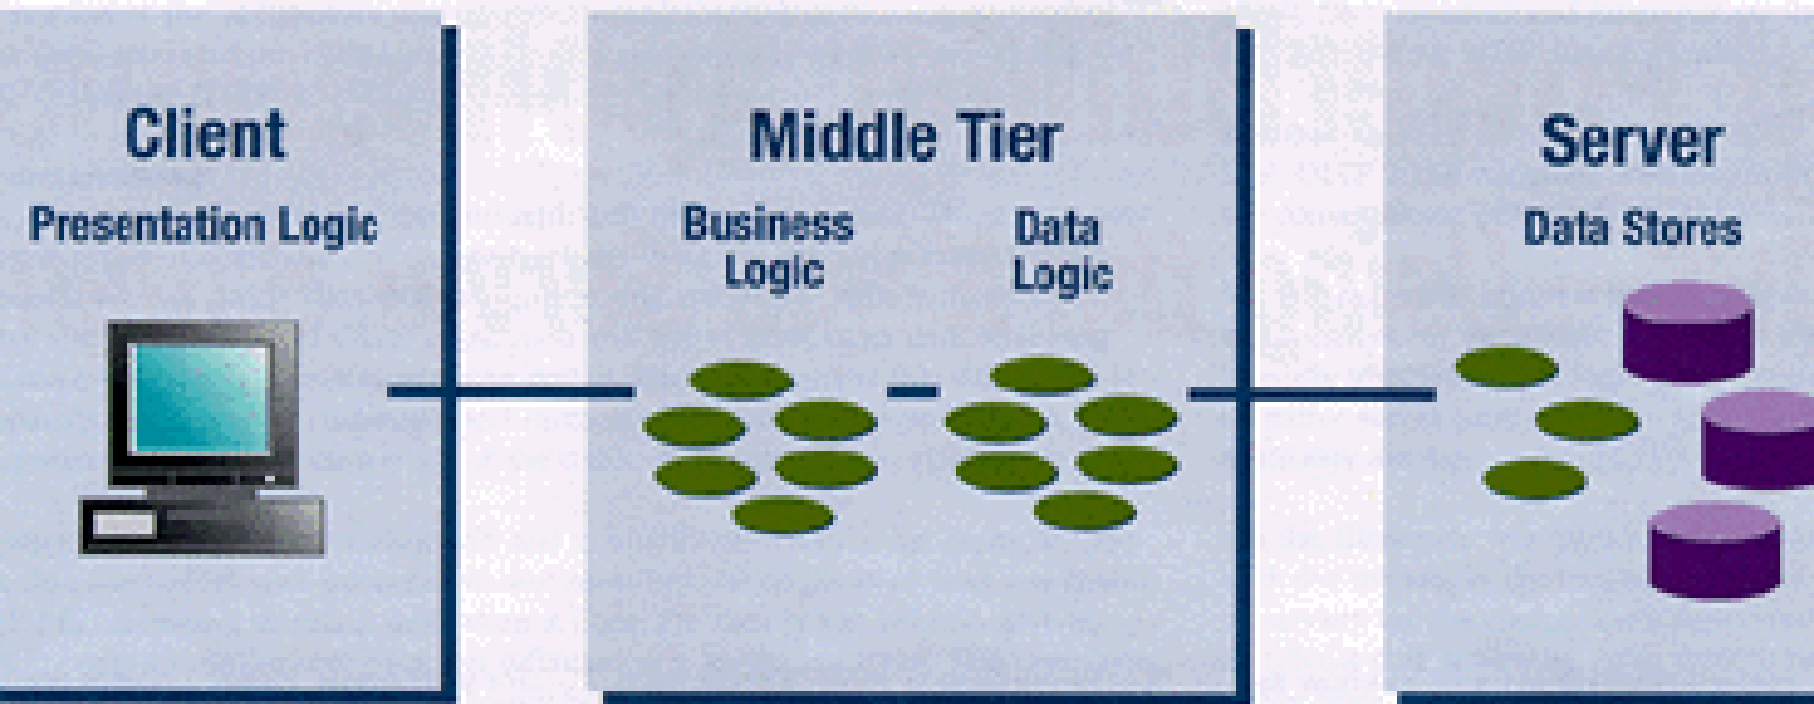 Client
Presentation Logic
Middle Tier
Business
Logic
Data
Logic
Server
Data Stores